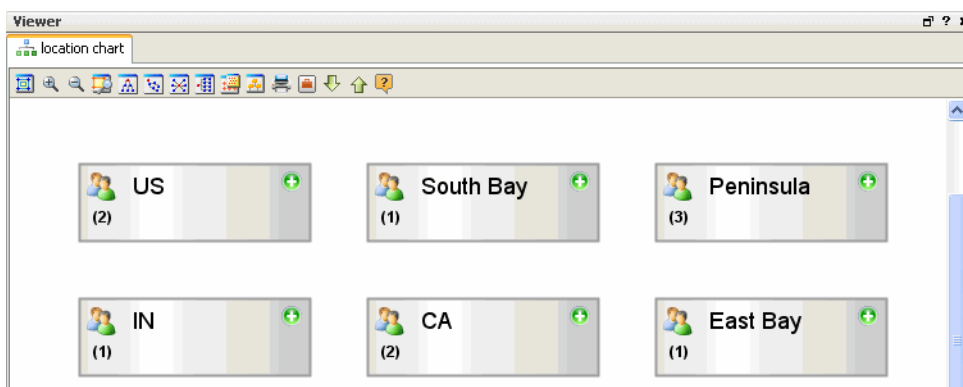 Viewer
location chart
US
(2)
South Bay
(1)
Peninsula
(3)
IN
(1)
CA
(2)
East Bay
(1)